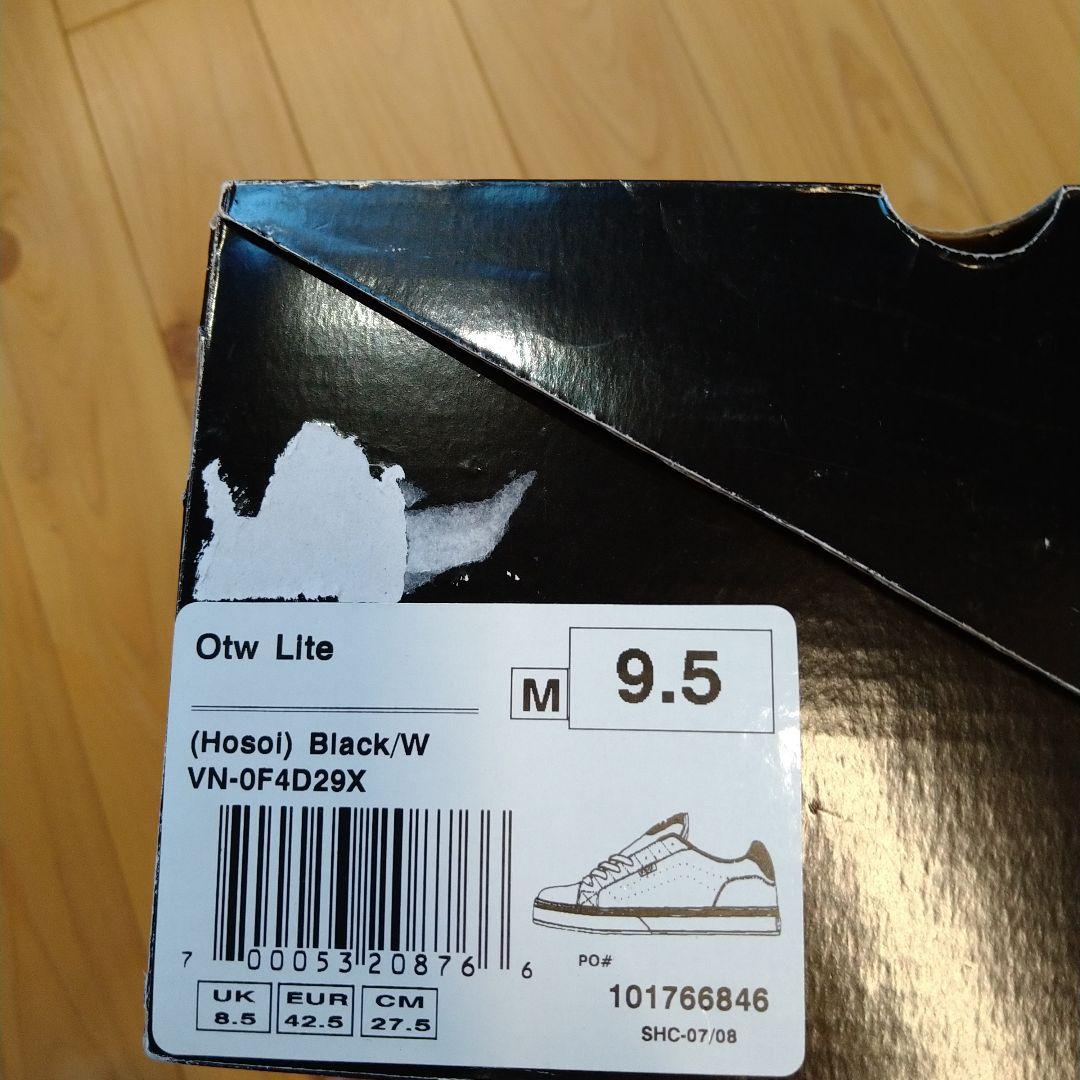 Otw Lite
M
9.5
(Hosoi) Black/W
VN-0F4D29X
7 00053 20876 6
PO#
101766846
SHC-07/08
UK
8.5
EUR
42.5
CM
27.5